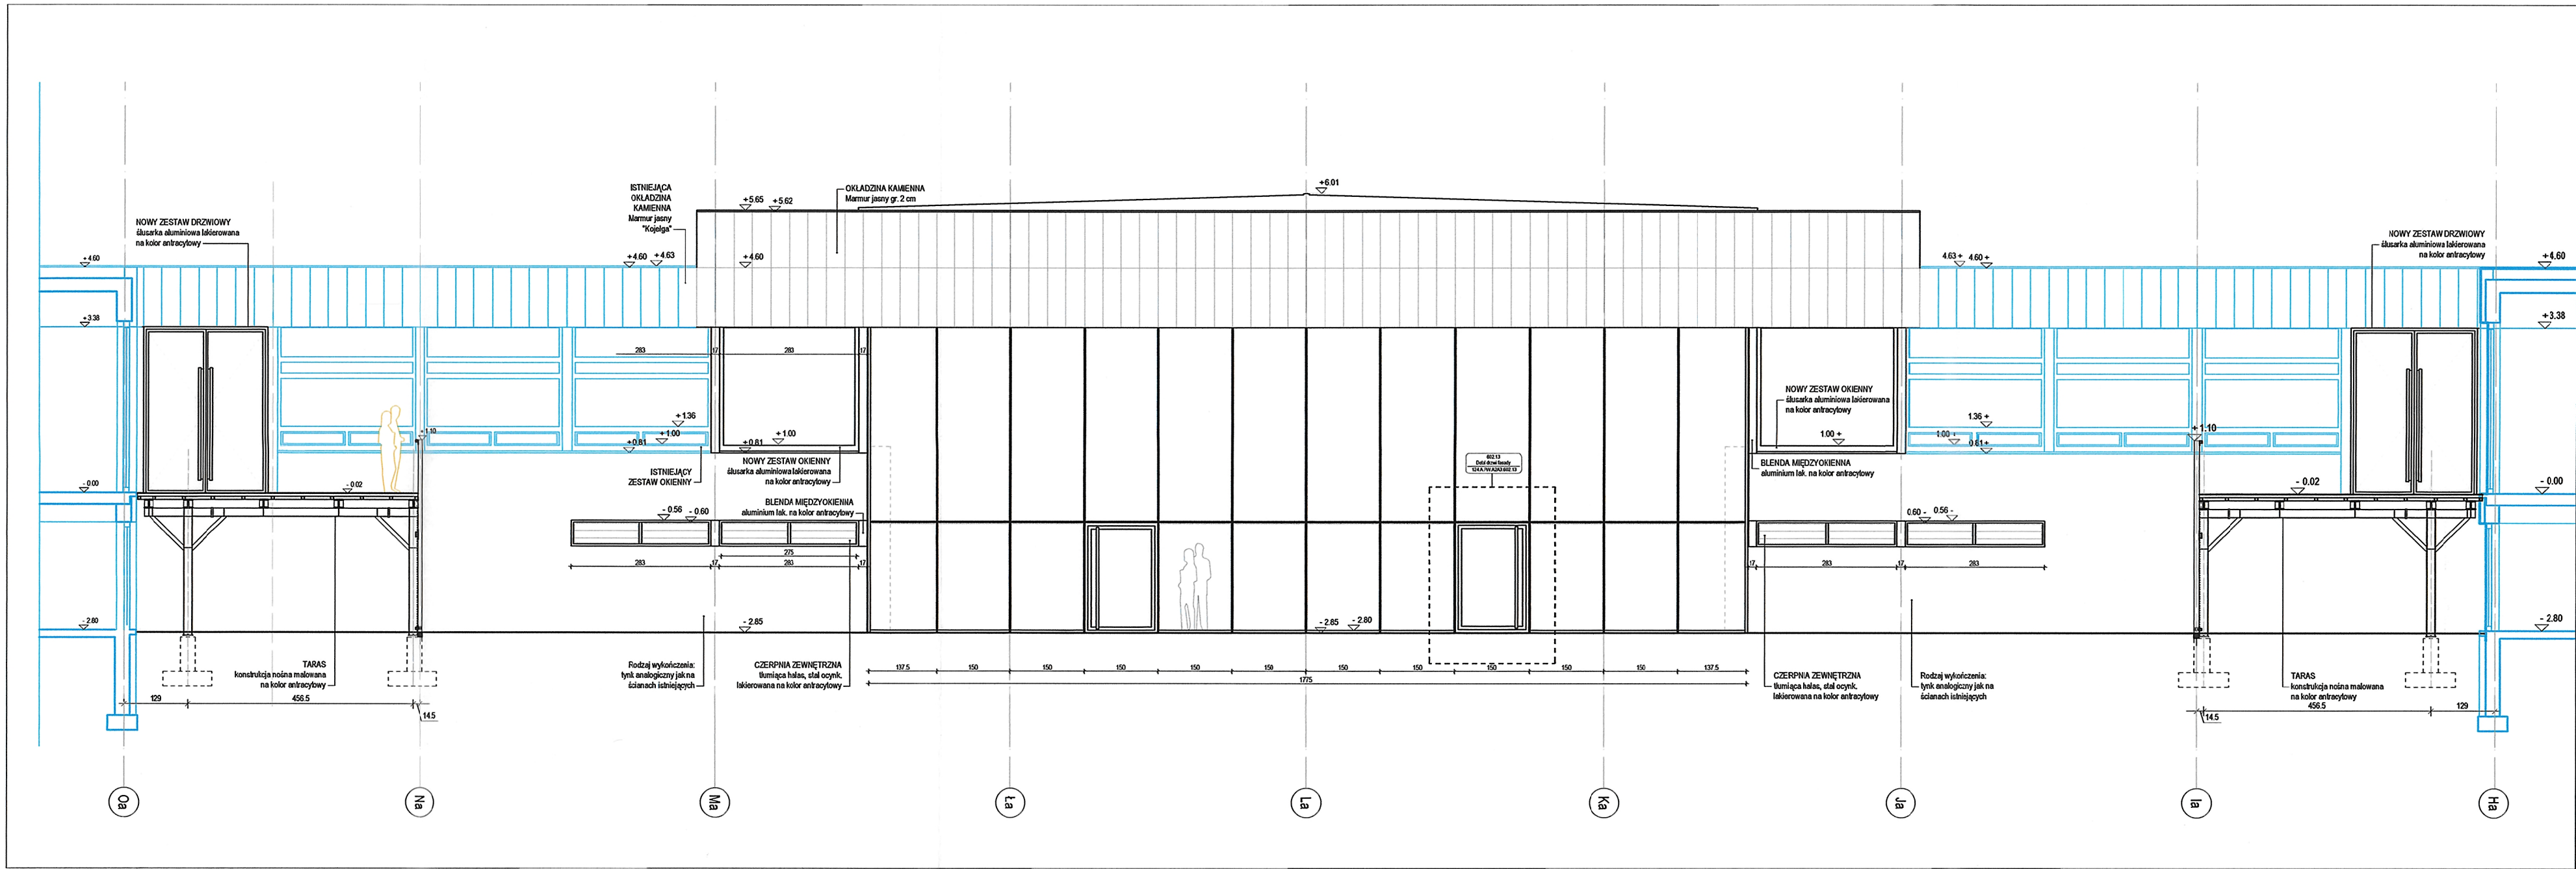 +6.01
ISTNIEJĄCA
OKŁADZINA
KAMIENNA
Marmur jasny
"Kojelga"
OKŁADZINA KAMIENNA
Marmur jasny gr. 2 cm
+5.65 +5.62
NOWY ZESTAW DRZWIOWY
ślusarka aluminiowa lakierowana
na kolor antracytowy
NOWY ZESTAW DRZWIOWY
ślusarka aluminiowa lakierowana
na kolor antracytowy
+4.60
+4.60 +4.63
+4.60
4.63+ 4.60+
+4.60
+3.38
+3.38
283 17 283 17
NOWY ZESTAW OKIENNY
ślusarka aluminiowa lakierowana
na kolor antracytowy
+1.36
+1.00
+0.81
+0.81
+1.00
+1.10
1.36+
1.00+
1.00+
0.81+
+1.10
ISTNIEJĄCY
ZESTAW OKIENNY
NOWY ZESTAW OKIENNY
ślusarka aluminiowa lakierowana
na kolor antracytowy
BLENDA MIĘDZYOKIENNA
aluminium lak. na kolor antracytowy
602.13
124.A.7W.A2A3.602.13
BLENDA MIĘDZYOKIENNA
aluminium lak. na kolor antracytowy
- 0.00
- 0.02
- 0.02
- 0.00
- 0.56 - 0.60
0.60 - 0.56 -
275
283 17 283 17
17 283 17 283
- 2.80
- 2.85
- 2.85 - 2.80
- 2.80
TARAS
konstrukcja nośna malowana
na kolor antracytowy
Rodzaj wykończenia:
tynk analogiczny jak na
ścianach istniejących
CZERPNIA ZEWNĘTRZNA
tłumiąca hałas, stal ocynk.
lakierowana na kolor antracytowy
137.5 150 150 150 150 150 150 150 150 150 150 137.5
1775
CZERPNIA ZEWNĘTRZNA
tłumiąca hałas, stal ocynk.
lakierowana na kolor antracytowy
Rodzaj wykończenia:
tynk analogiczny jak na
ścianach istniejących
TARAS
konstrukcja nośna malowana
na kolor antracytowy
129 456.5 14.5
14.5 456.5 129
Oa Na Ma Ła La Ka Ja Ia Ha